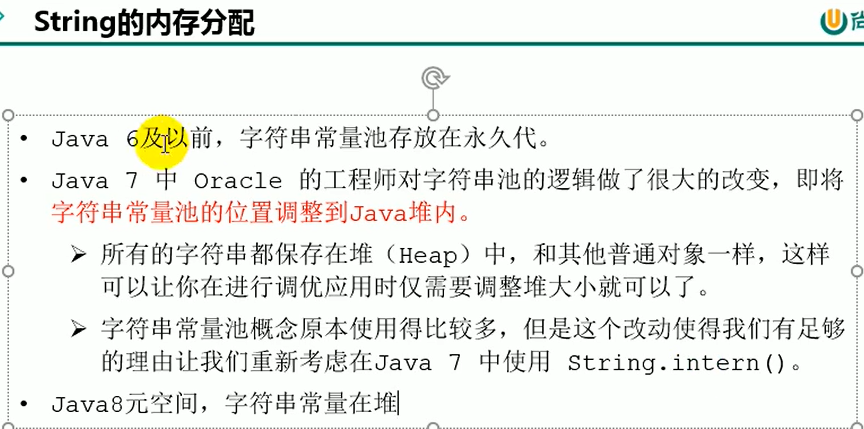 String的内存分配
尚
• Java 6及以前，字符串常量池存放在永久代。
• Java 7 中 Oracle 的工程师对字符串池的逻辑做了很大的改变，即将
字符串常量池的位置调整到Java堆内。
➢ 所有的字符串都保存在堆（Heap）中，和其他普通对象一样，这样
可以让你在进行调优应用时仅需要调整堆大小就可以了。
➢ 字符串常量池概念原本使用得比较多，但是这个改动使得我们有足够
的理由让我们重新考虑在Java 7 中使用 String.intern()。
• Java8元空间，字符串常量在堆